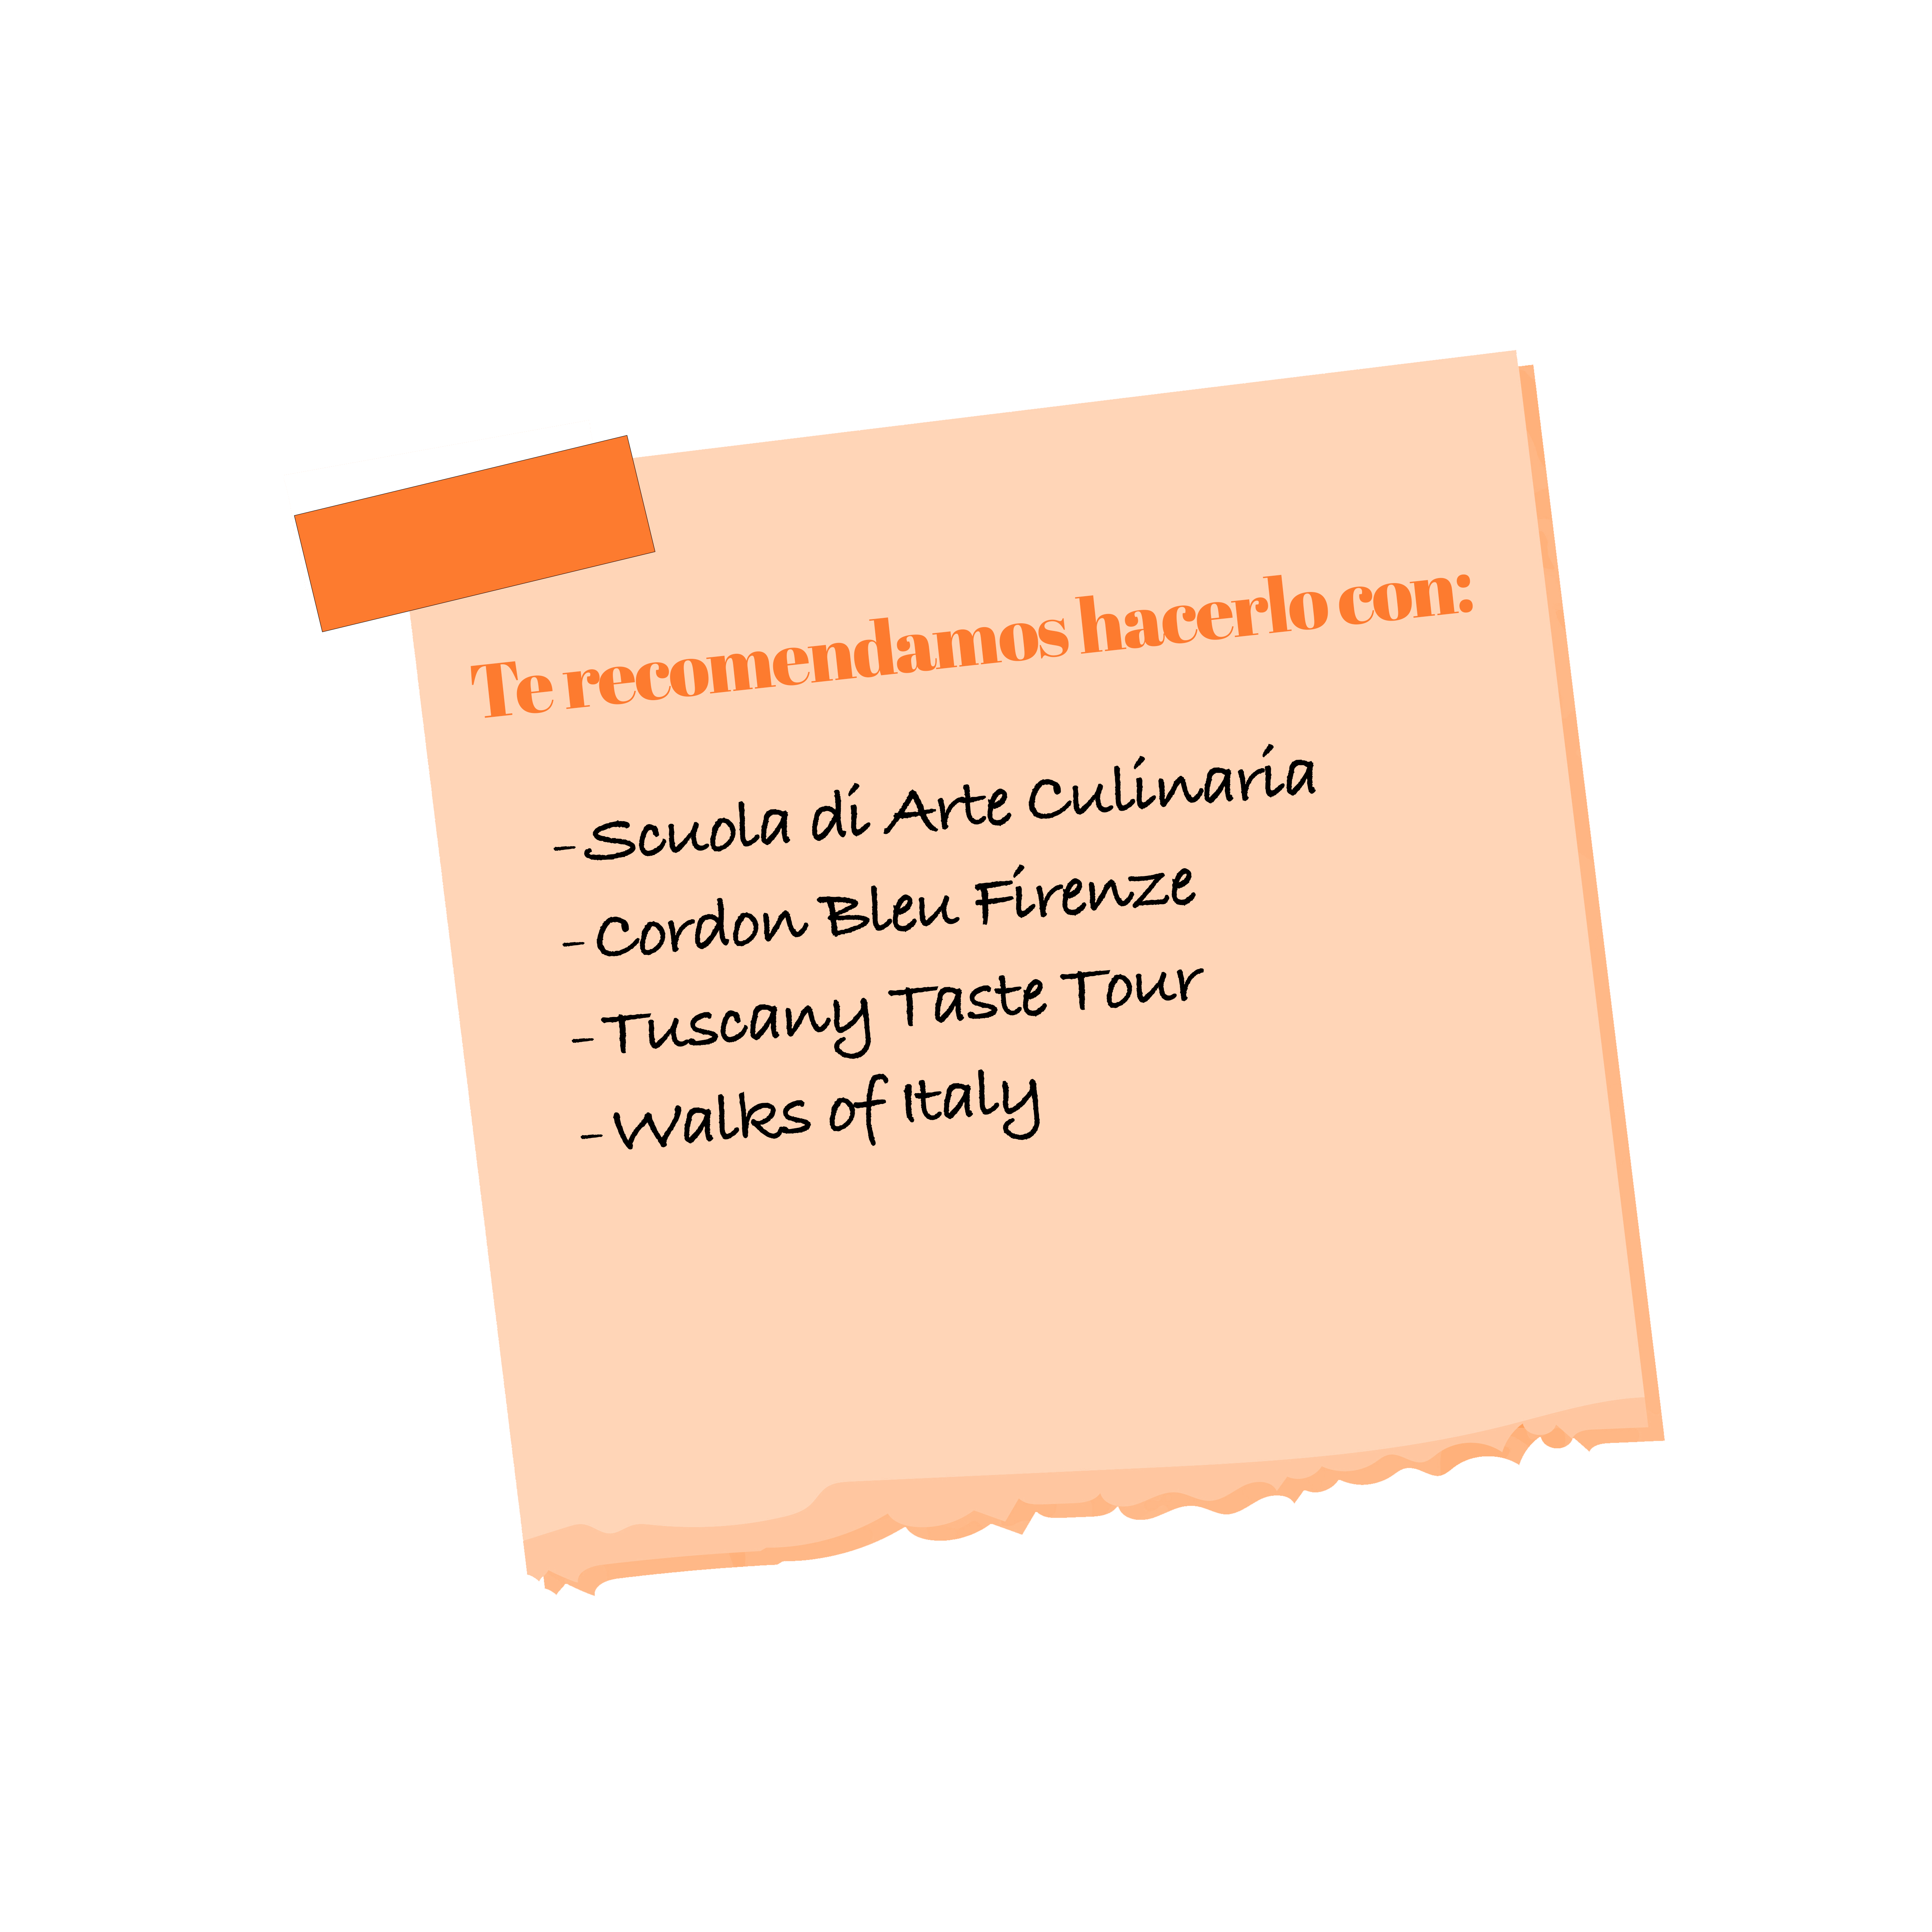 Te recomendamos hacerlo con:
-Scuola di Arte Culinaria
-Cordon Bleu Firenze
-Tuscany Taste Tour
-Walks of Italy